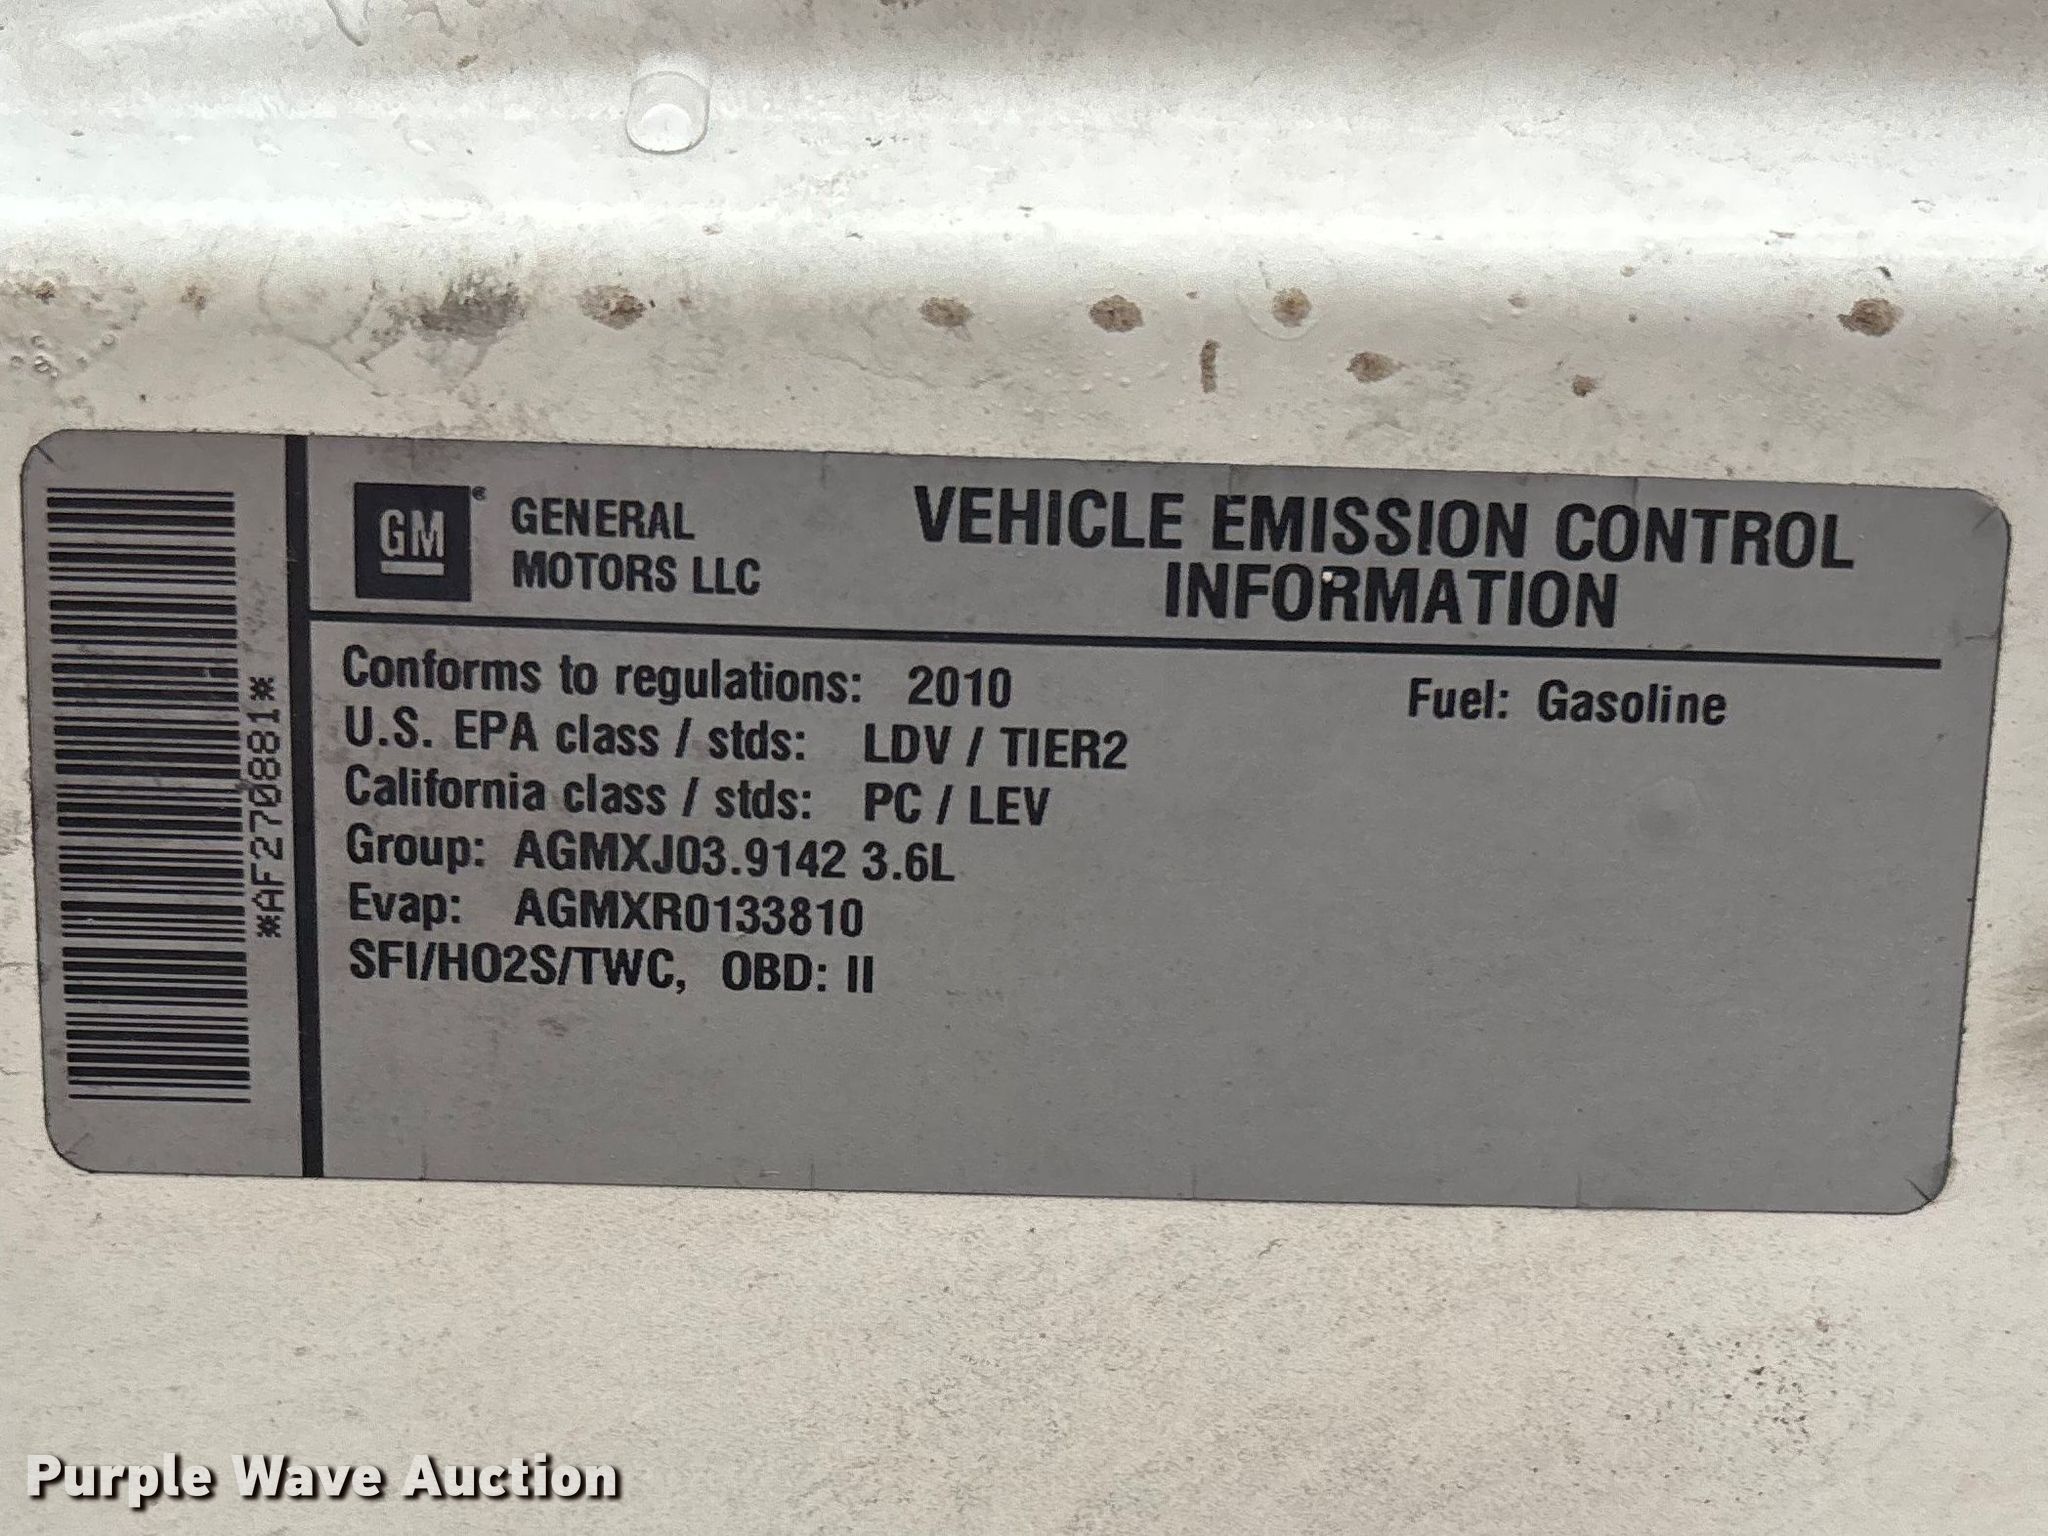 GM®
GENERAL
MOTORS LLC
VEHICLE EMISSION CONTROL
INFORMATION
Conforms to regulations: 2010
Fuel: Gasoline
U.S. EPA class / stds: LDV / TIER2
California class / stds: PC / LEV
Group: AGMXJ03.9142 3.6L
Evap: AGMXR0133810
SFI/HO2S/TWC, OBD: II
*AF270881*
Purple Wave Auction